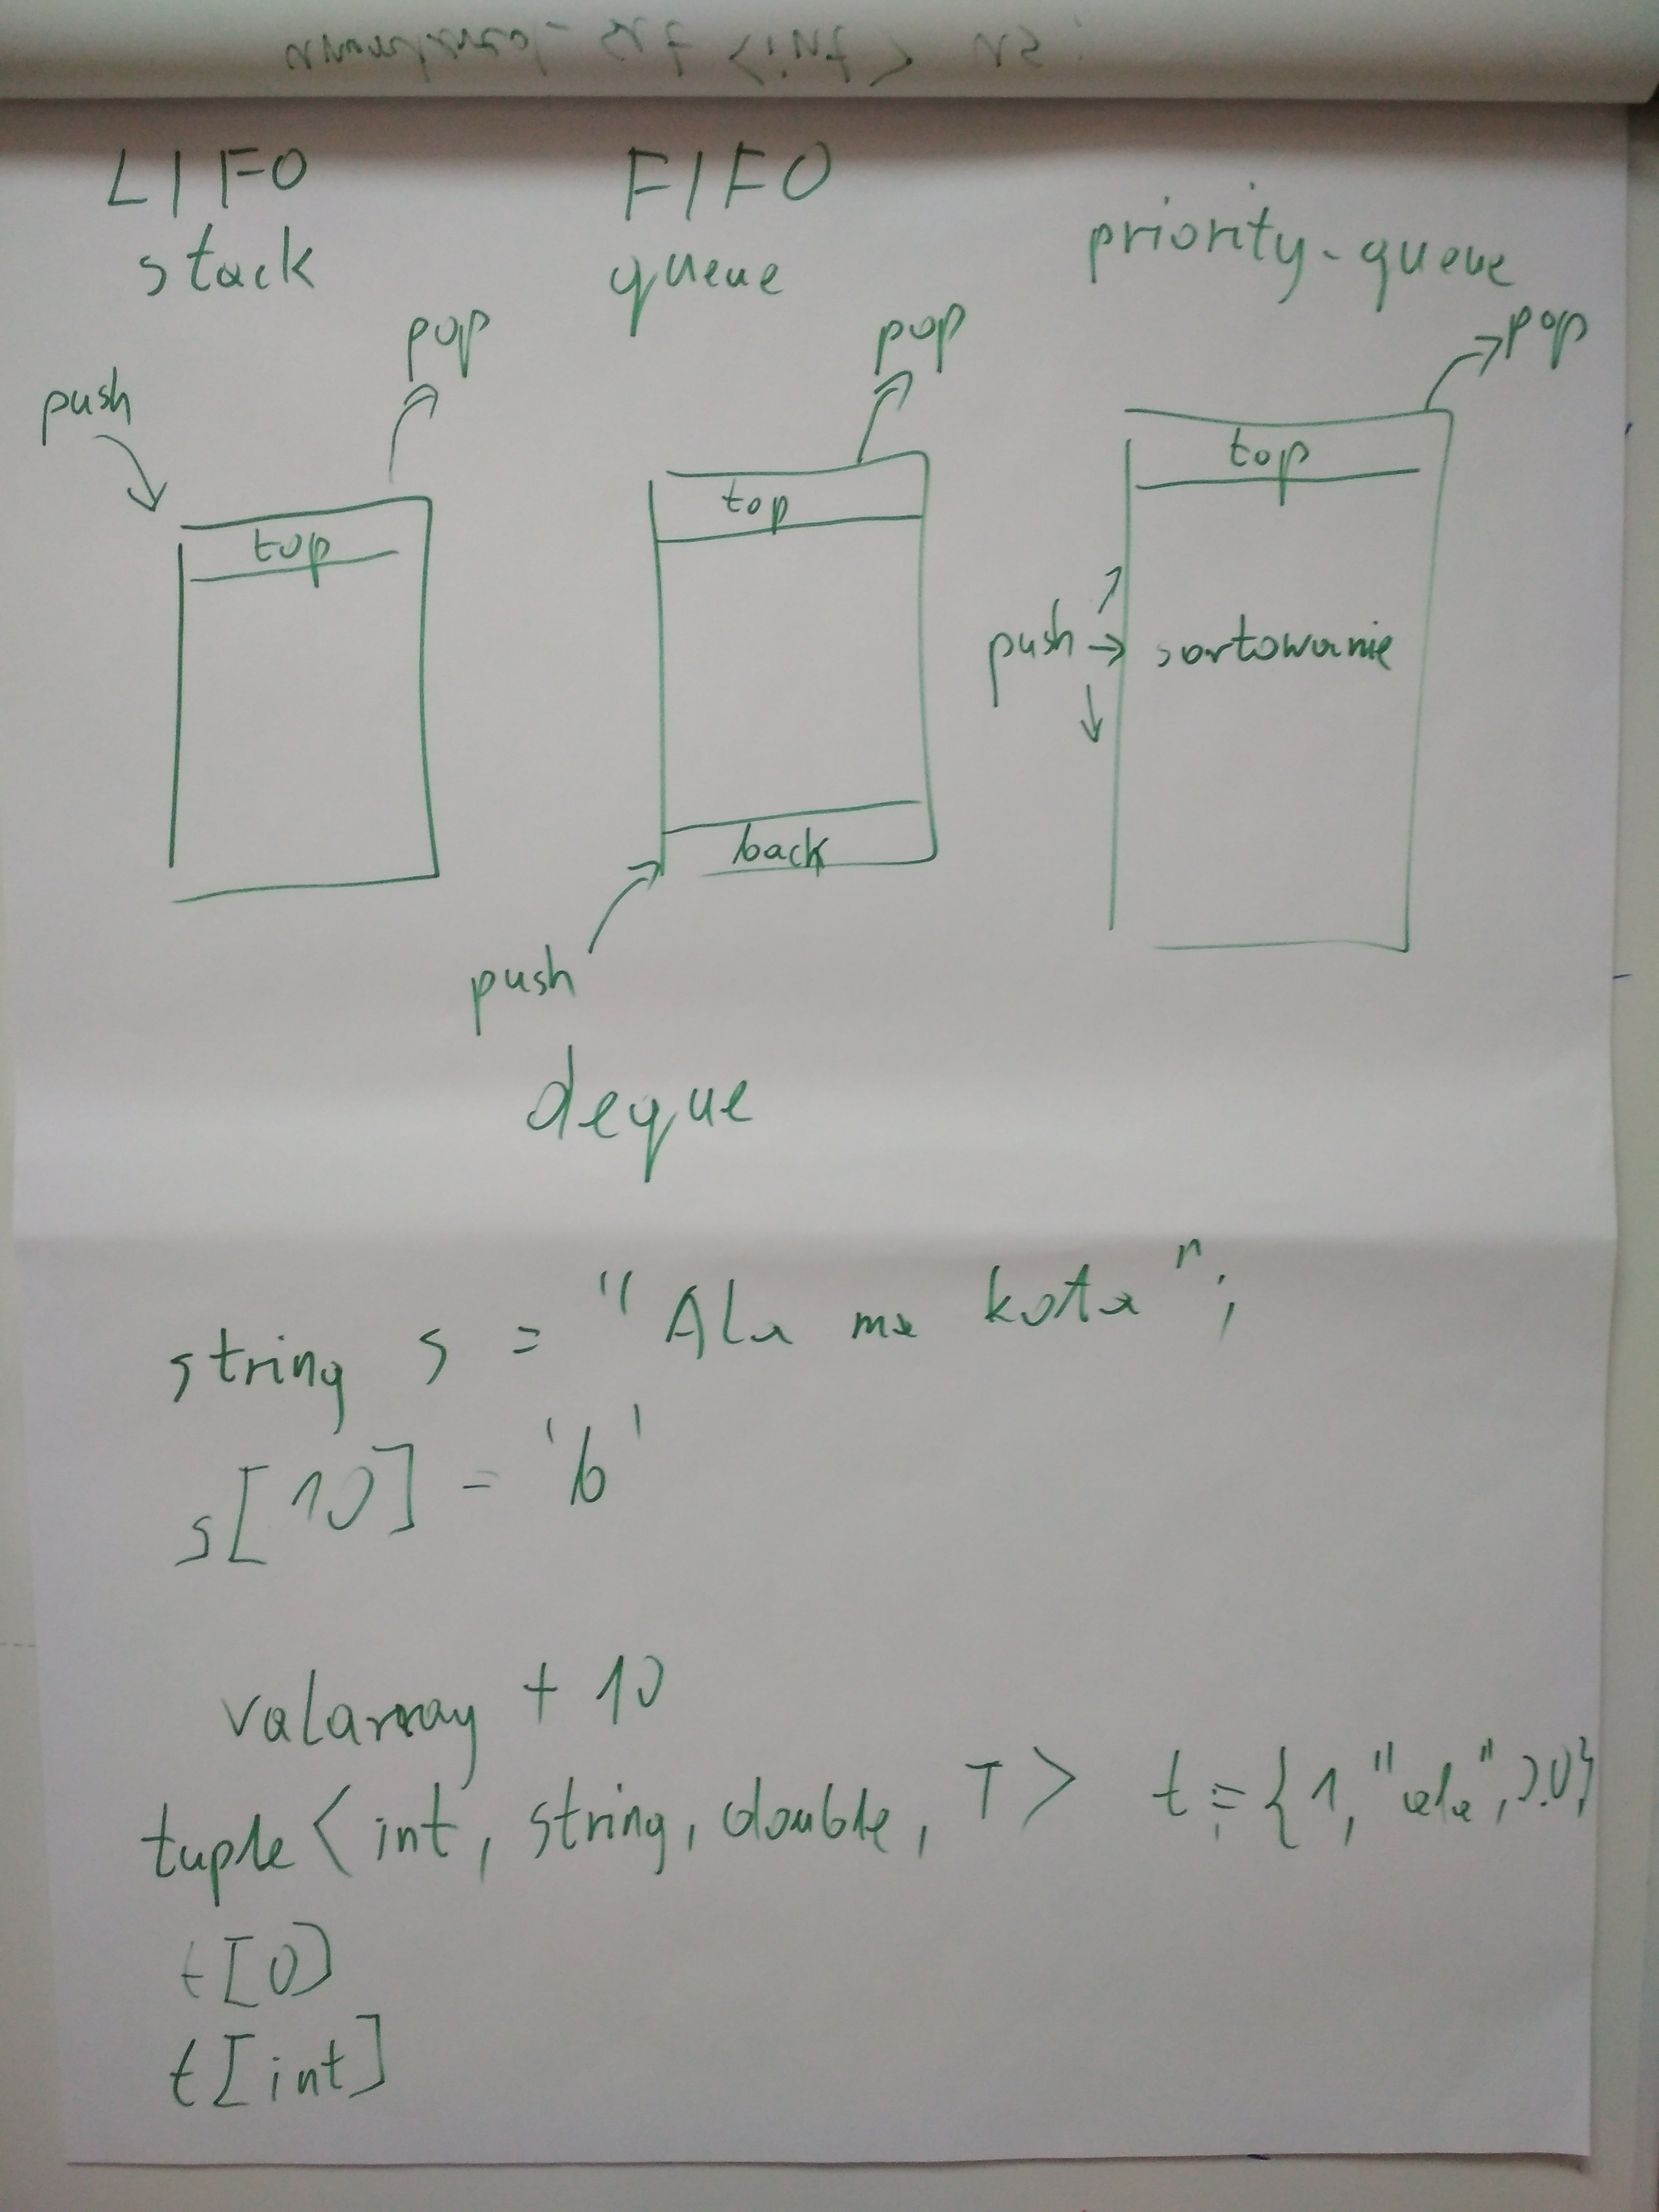 LIFO
stack
push
pop
top
FIFO
queue
pop
top
back
push
priority-queue
pop
top
push → sortowanie
deque
string s = "Ala ma kota";
s[10] = 'b'
valarray + 10
tuple <int, string, double, T> t = {1, "ala", 2.0}
t[0]
t[int]